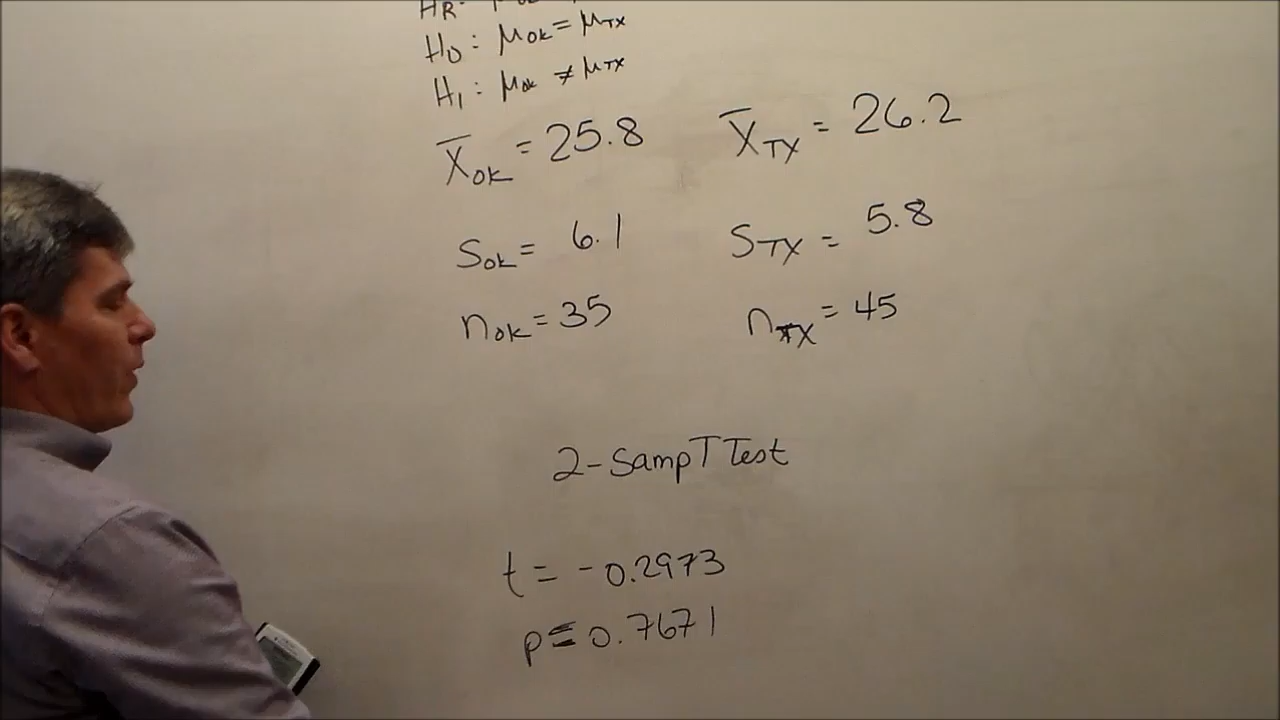 HR:
H0: μOK = μTX
H1: μOK ≠ μTX
X̄OK = 25.8 X̄TX = 26.2
SOK = 6.1 STX = 5.8
nOK = 35 nTX = 45
2-SampTTest
t = -0.2973
p = 0.7671